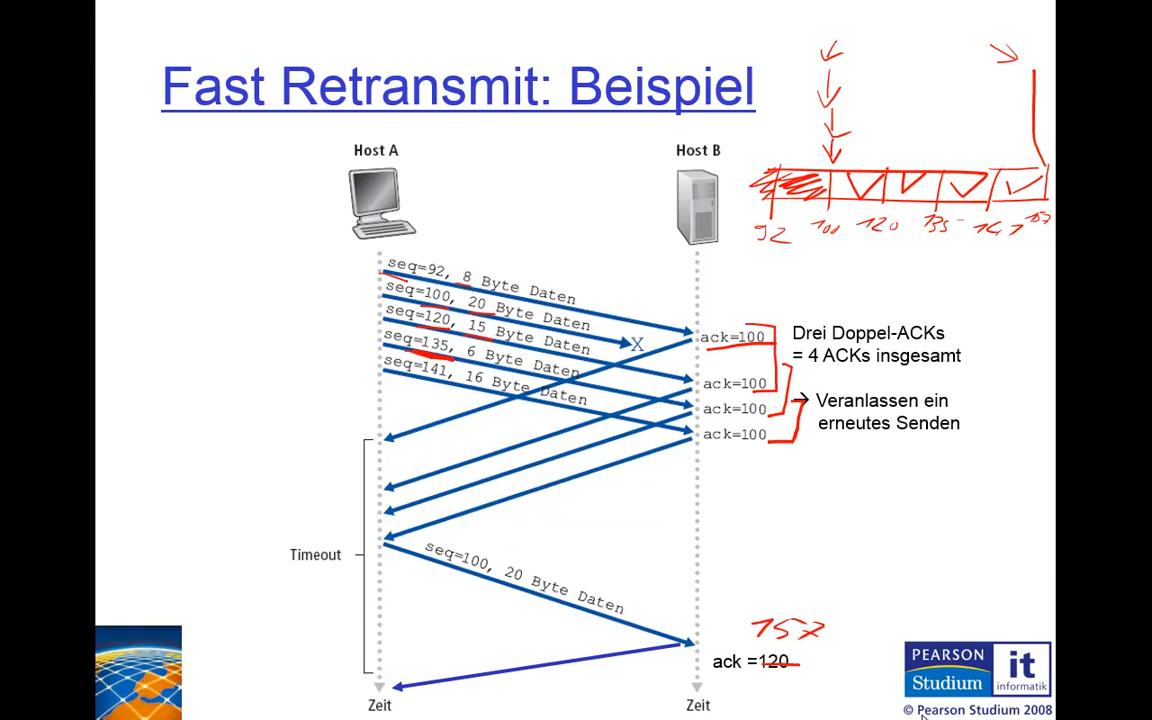 Fast Retransmit: Beispiel
Host A
Host B
92 100 120 135 141 157
seq=92, 8 Byte Daten
seq=100, 20 Byte Daten
seq=120, 15 Byte Daten
seq=135, 6 Byte Daten
seq=141, 16 Byte Daten
X
ack=100
ack=100
ack=100
ack=100
Drei Doppel-ACKs
= 4 ACKs insgesamt
→ Veranlassen ein
erneutes Senden
Timeout
seq=100, 20 Byte Daten
157
ack =120
Zeit
Zeit
PEARSON
Studium
it
informatik
© Pearson Studium 2008